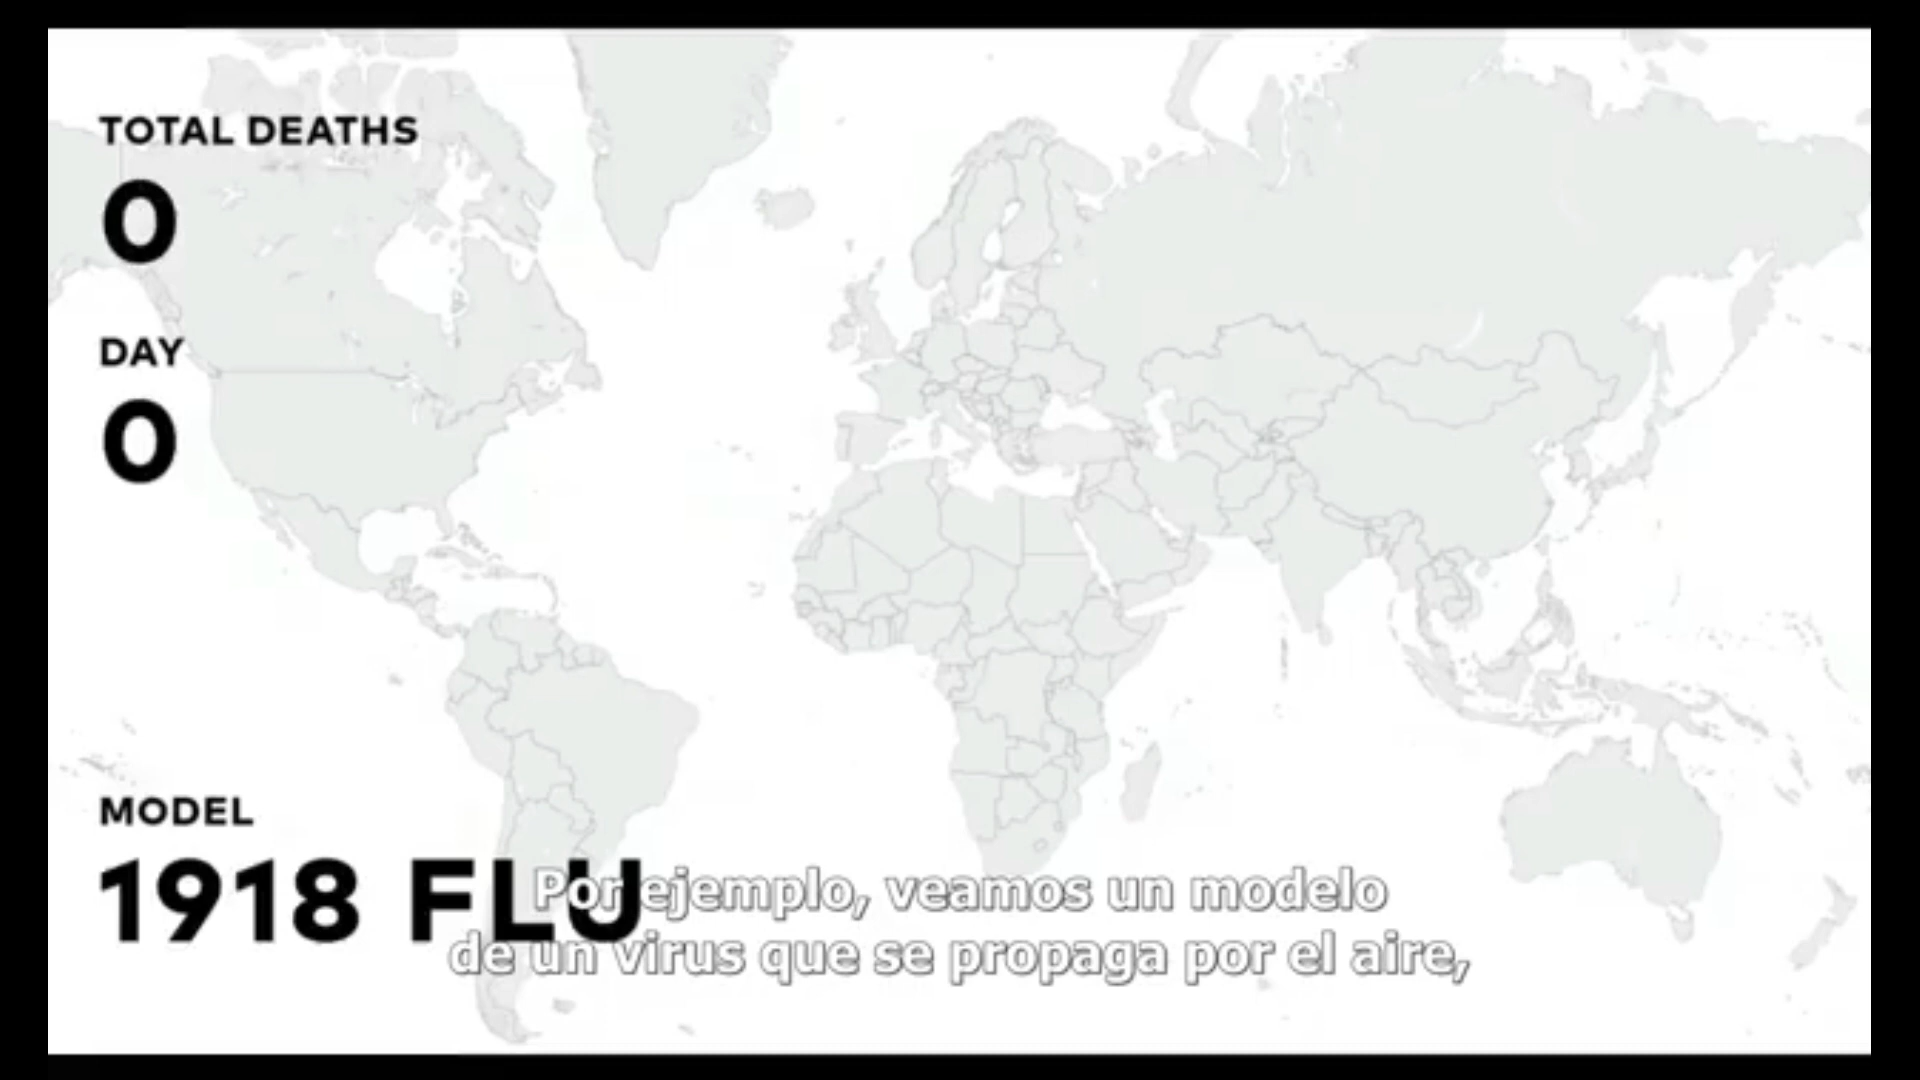 TOTAL DEATHS
0
DAY
0
MODEL
1918 FLU
Por ejemplo, veamos un modelo
de un virus que se propaga por el aire,